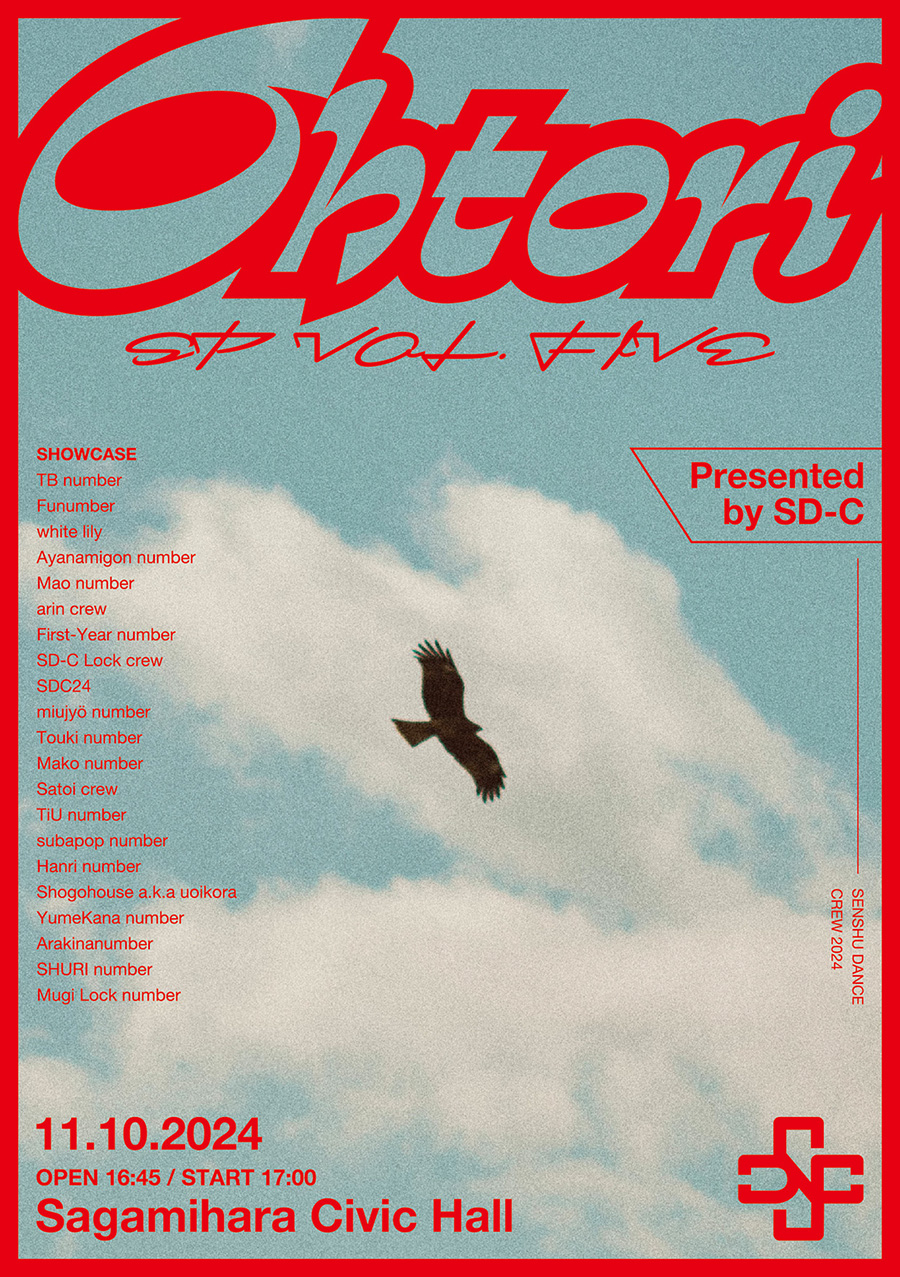 Ohtori
SP VOL. FIVE
SHOWCASE
TB number
Funumber
white lily
Ayanamigon number
Mao number
arin crew
First-Year number
SD-C Lock crew
SDC24
miujyö number
Touki number
Mako number
Satoi crew
TiU number
subapop number
Hanri number
Shogohouse a.k.a uoikora
YumeKana number
Arakinanumber
SHURI number
Mugi Lock number
Presented
by SD-C
SENSHU DANCE
CREW 2024
11.10.2024
OPEN 16:45 / START 17:00
Sagamihara Civic Hall
SDC